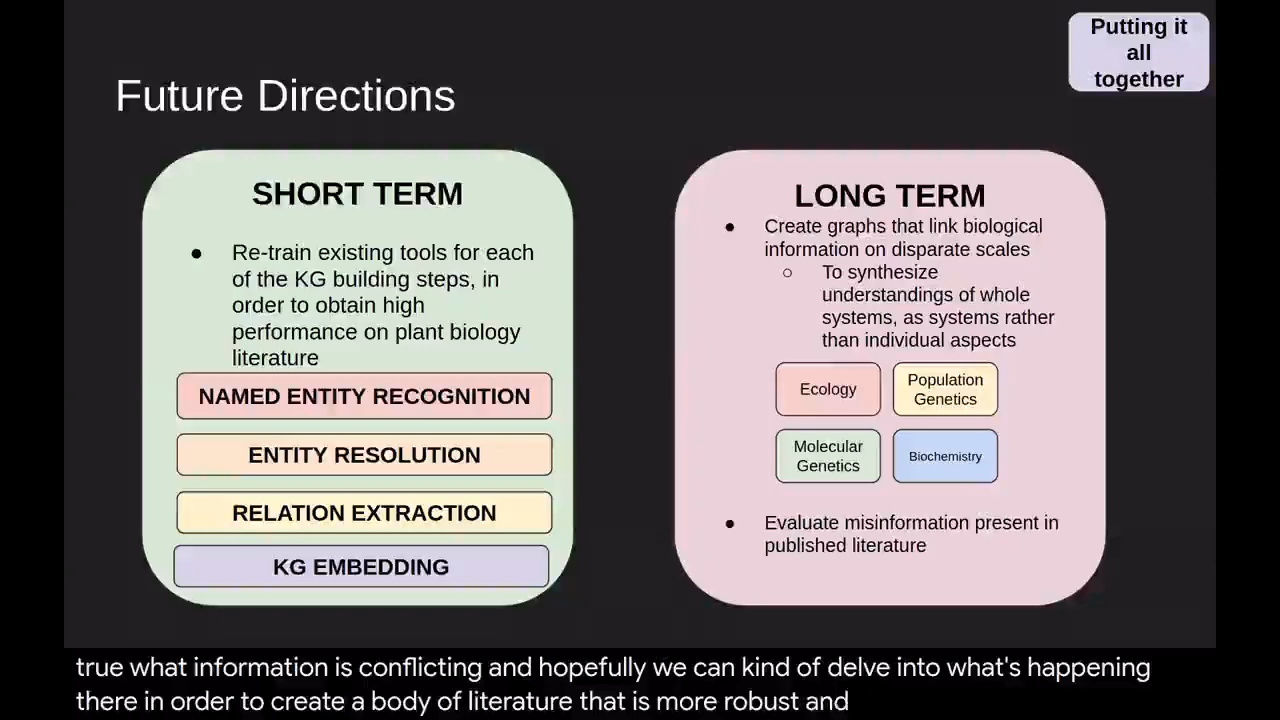 Putting it
all
together
Future Directions
SHORT TERM
● Re-train existing tools for each
of the KG building steps, in
order to obtain high
performance on plant biology
literature
NAMED ENTITY RECOGNITION
ENTITY RESOLUTION
RELATION EXTRACTION
KG EMBEDDING
LONG TERM
● Create graphs that link biological
information on disparate scales
○ To synthesize
understandings of whole
systems, as systems rather
than individual aspects
Ecology
Population
Genetics
Molecular
Genetics
Biochemistry
● Evaluate misinformation present in
published literature
true what information is conflicting and hopefully we can kind of delve into what's happening
there in order to create a body of literature that is more robust and